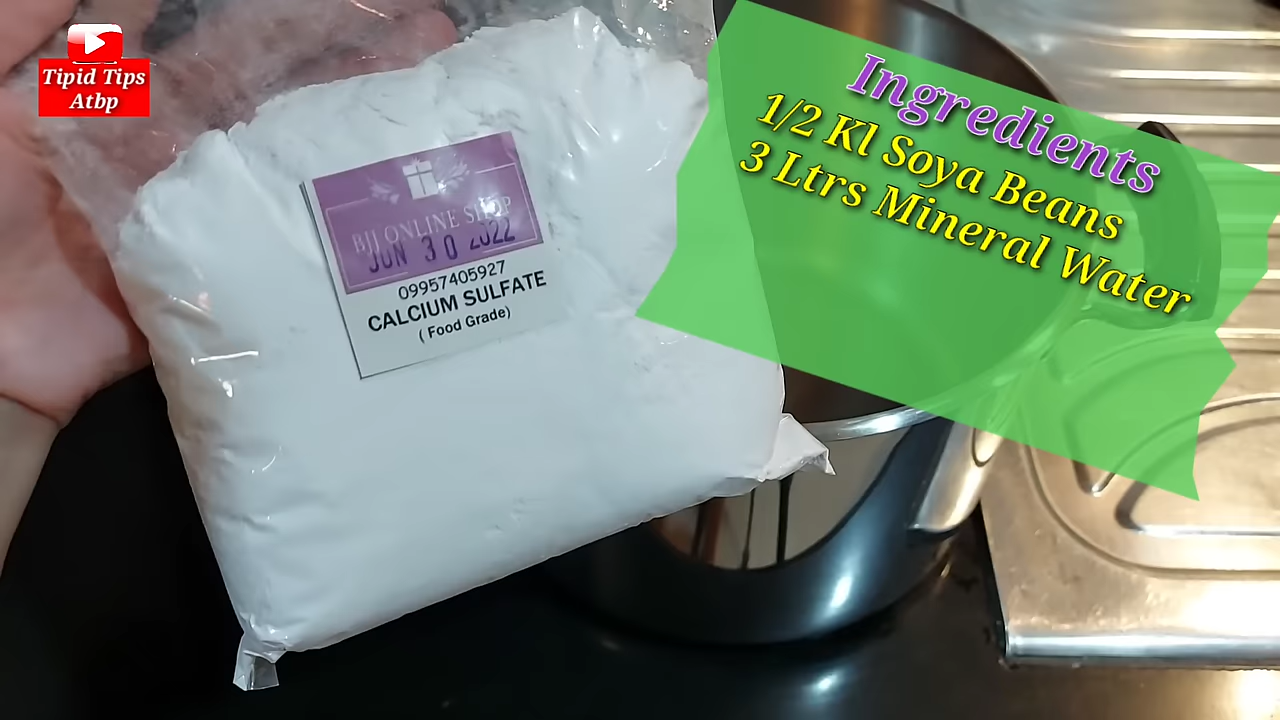 Tipid Tips
Atbp
Ingredients
1/2 Kl Soya Beans
3 Ltrs Mineral Water
BJJ ONLINE SHOP
JUN 30 2022
09957405927
CALCIUM SULFATE
( Food Grade)